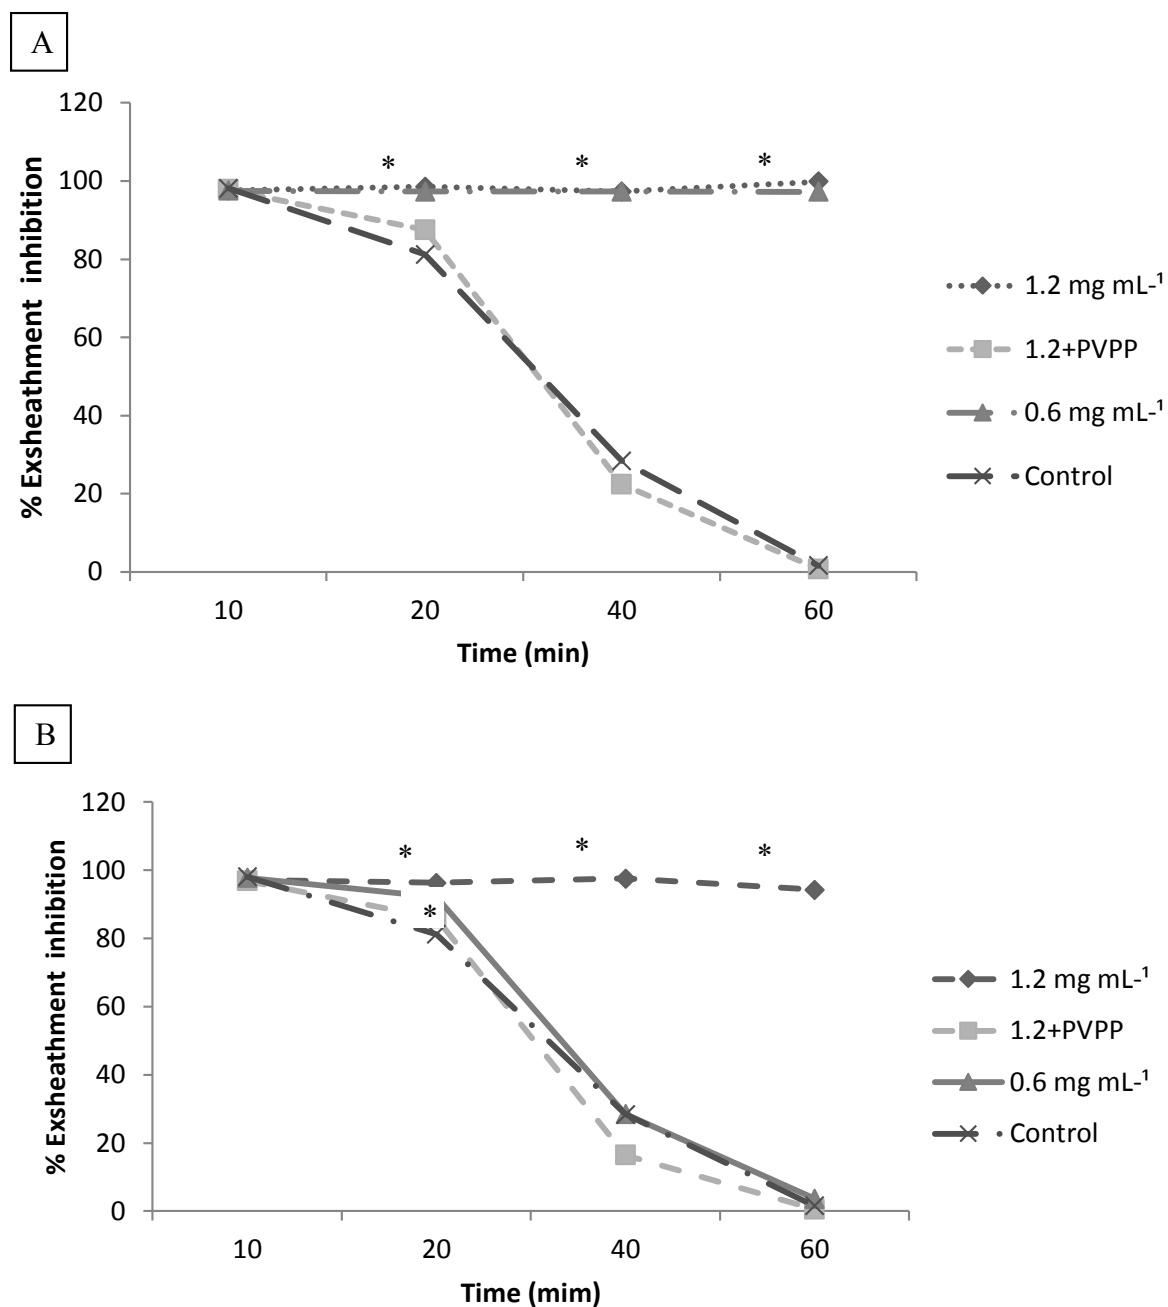 A
120
100
80
60
40
20
0
% Exsheathment inhibition
* * *
10 20 40 60
Time (min)
1.2 mg mL-¹
1.2+PVPP
0.6 mg mL-¹
Control
B
120
100
80
60
40
20
0
% Exsheathment inhibition
* * *
*
10 20 40 60
Time (mim)
1.2 mg mL-¹
1.2+PVPP
0.6 mg mL-¹
Control